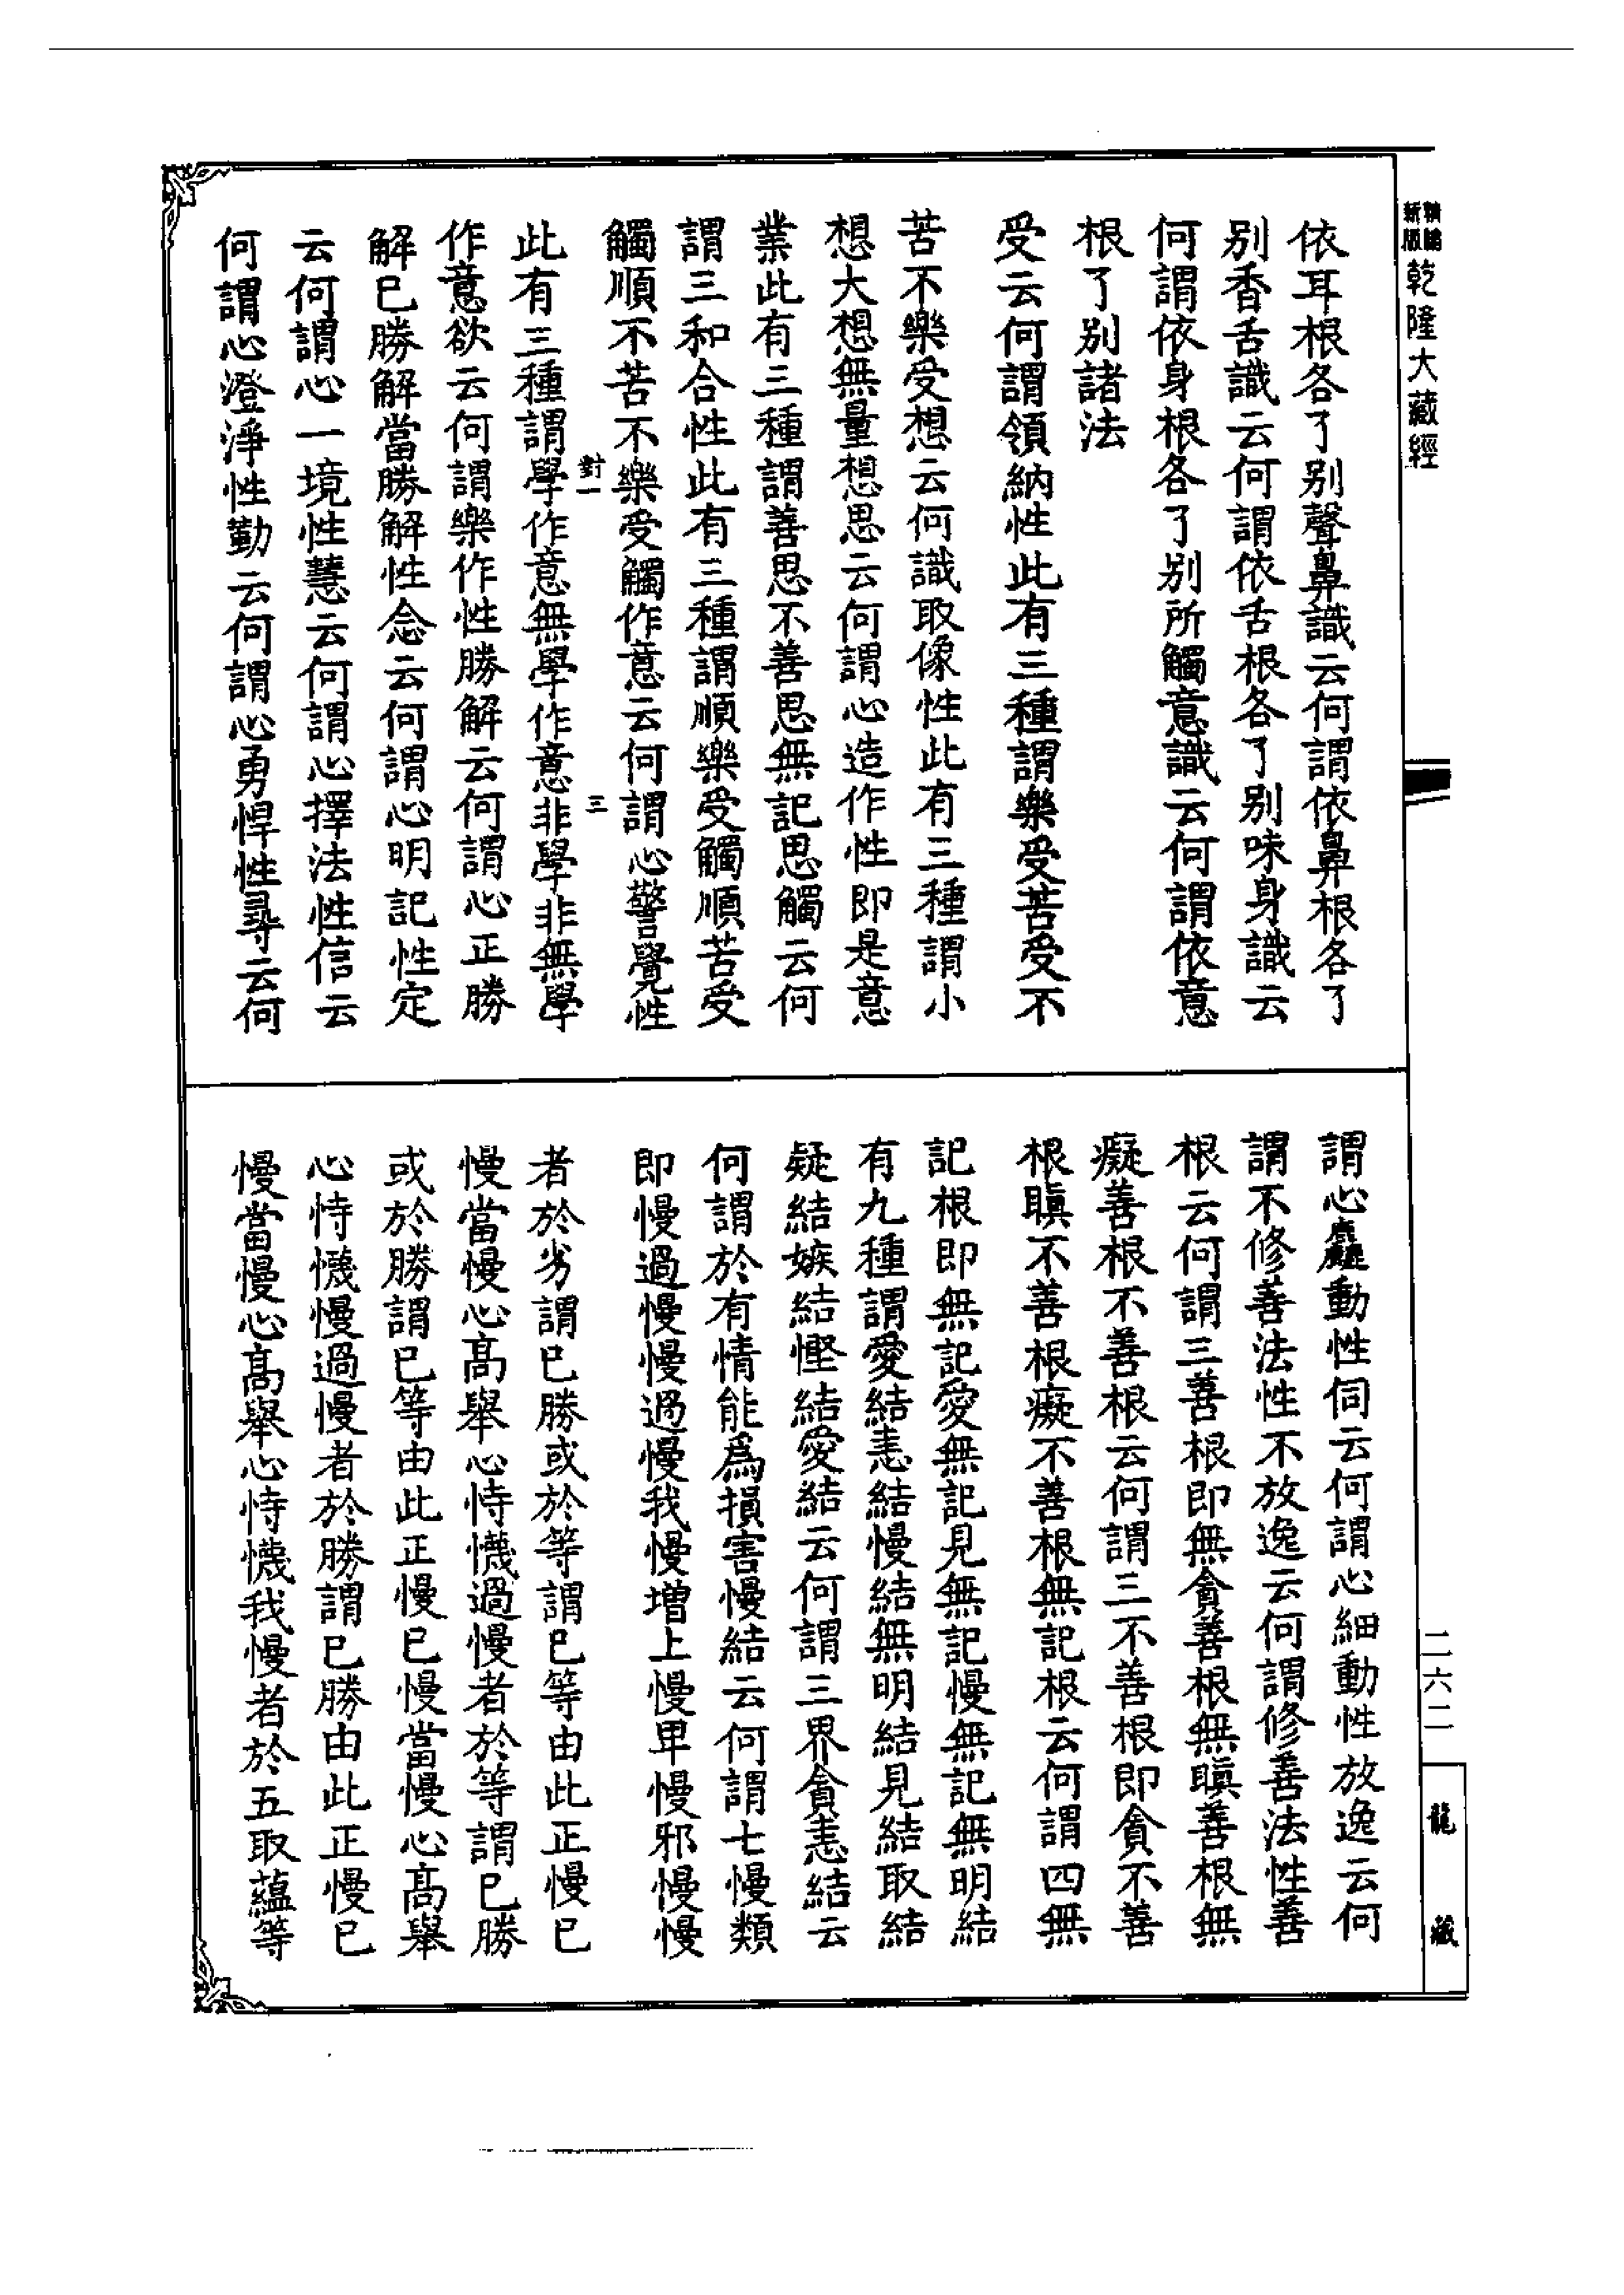 新版
精縮
乾隆大藏經
依耳根各了別聲鼻識云何謂依鼻根各了
別香舌識云何謂依舌根各了別味身識云
何謂依身根各了別所觸意識云何謂依意
根了別諸法
受云何謂領納性此有三種謂樂受苦受不
苦不樂受想云何識取像性此有三種謂小
想大想無量想思云何謂心造作性即是意
業此有三種謂善思不善思無記思觸云何
謂三和合性此有三種謂順樂受觸順苦受
觸順不苦不樂受觸作意云何謂心警覺性
對一
三
此有三種謂學作意無學作意非學非無學
作意欲云何謂樂作性勝解云何謂心正勝
解已勝解當勝解性念云何謂心明記性定
云何謂心一境性慧云何謂心擇法性信云
何謂心澄淨性勤云何謂心勇悍性尋云何
謂心麤動性伺云何謂心細動性放逸云何
謂不修善法性不放逸云何謂修善法性善
根云何謂三善根即無貪善根無瞋善根無
癡善根不善根云何謂三不善根即貪不善
根瞋不善根癡不善根無記根云何謂四無
記根即無記愛無記見無記慢無記無明結
有九種謂愛結恚結慢結無明結見結取結
疑結嫉結慳結愛結云何謂三界貪恚結云
何謂於有情能為損害慢結云何謂七慢類
即慢過慢慢過慢我慢增上慢卑慢邪慢慢
者於劣謂已勝或於等謂已等由此正慢已
慢當慢心高舉心恃懱過慢者於等謂已勝
或於勝謂已等由此正慢已慢當慢心高舉
心恃懱慢過慢者於勝謂已勝由此正慢已
慢當慢心高舉心恃懱我慢者於五取蘊等
二六二
龍藏